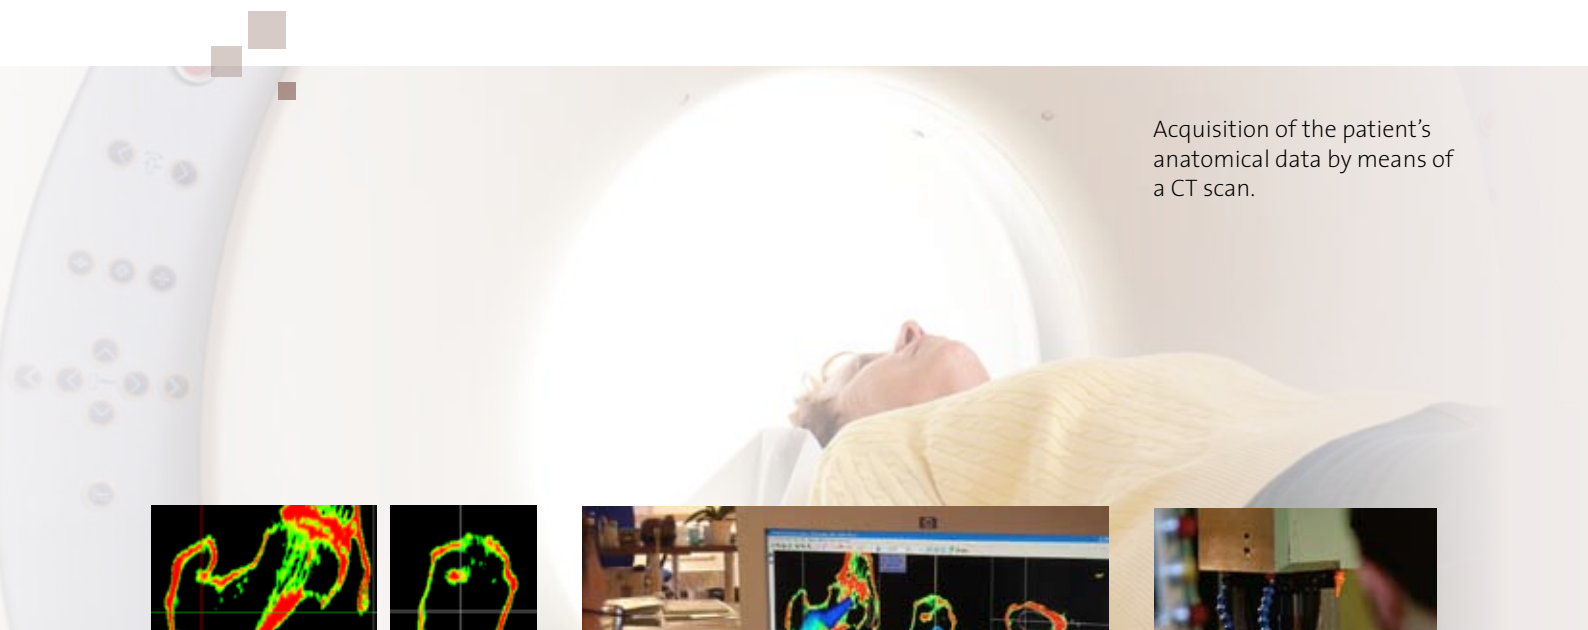 Acquisition of the patient’s
anatomical data by means of
a CT scan.